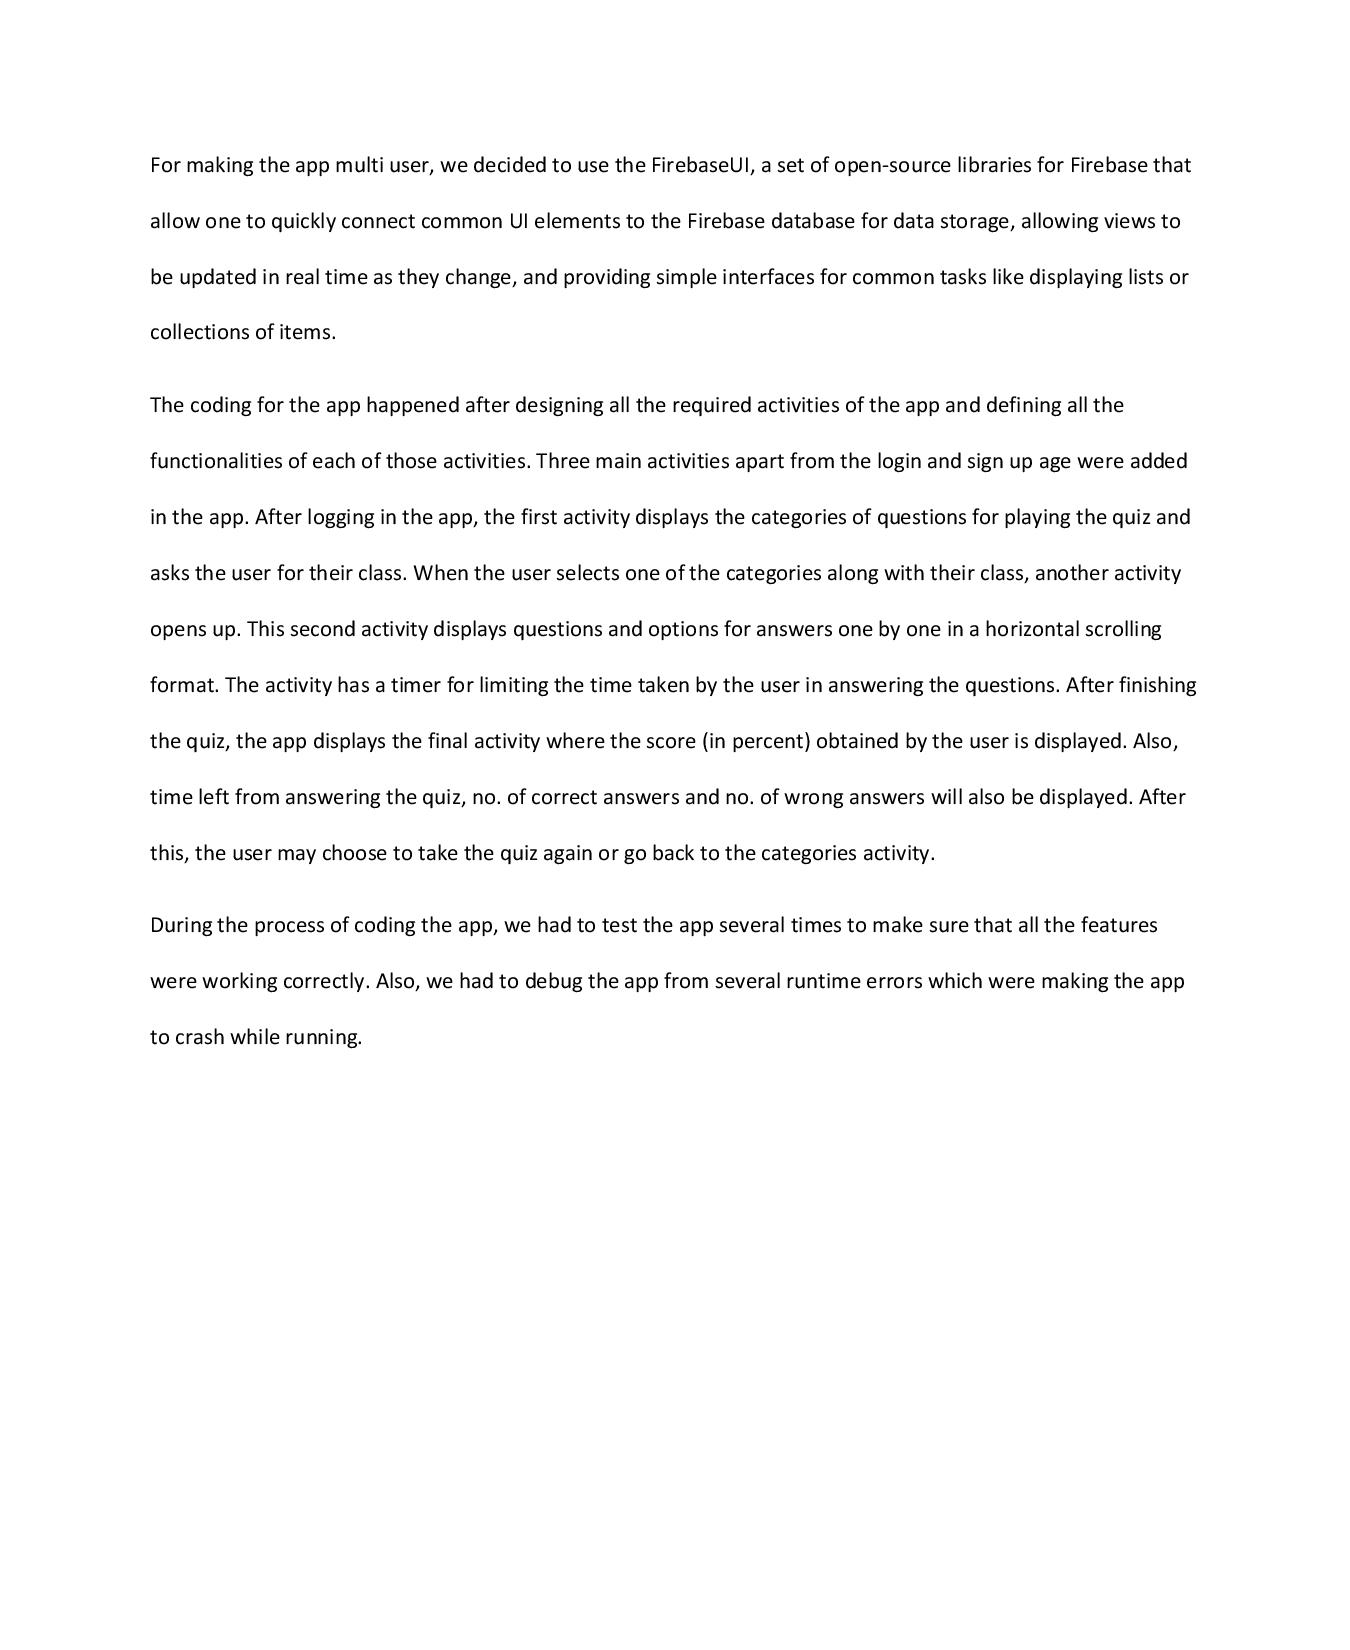 For making the app multi user, we decided to use the FirebaseUI, a set of open-source libraries for Firebase that
allow one to quickly connect common UI elements to the Firebase database for data storage, allowing views to
be updated in real time as they change, and providing simple interfaces for common tasks like displaying lists or
collections of items.
The coding for the app happened after designing all the required activities of the app and defining all the
functionalities of each of those activities. Three main activities apart from the login and sign up age were added
in the app. After logging in the app, the first activity displays the categories of questions for playing the quiz and
asks the user for their class. When the user selects one of the categories along with their class, another activity
opens up. This second activity displays questions and options for answers one by one in a horizontal scrolling
format. The activity has a timer for limiting the time taken by the user in answering the questions. After finishing
the quiz, the app displays the final activity where the score (in percent) obtained by the user is displayed. Also,
time left from answering the quiz, no. of correct answers and no. of wrong answers will also be displayed. After
this, the user may choose to take the quiz again or go back to the categories activity.
During the process of coding the app, we had to test the app several times to make sure that all the features
were working correctly. Also, we had to debug the app from several runtime errors which were making the app
to crash while running.